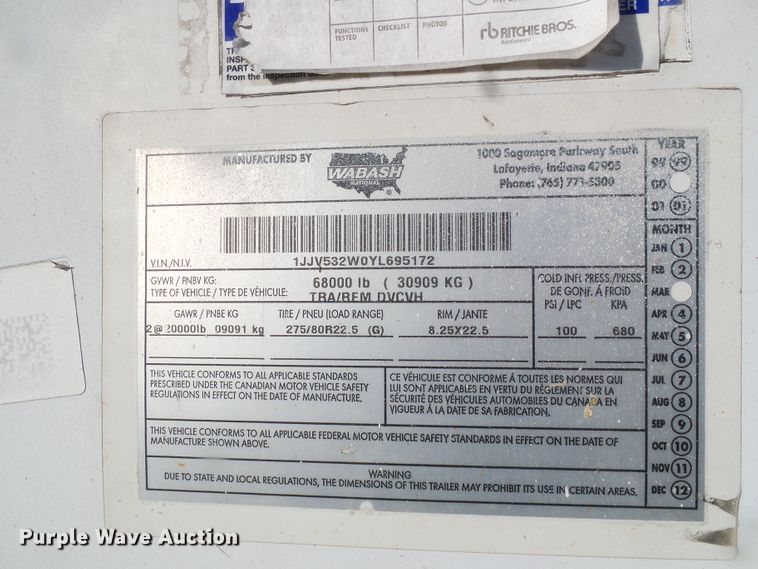 FUNCTIONS TESTED
CHECKLIST
PHOTOS
rb RITCHIE BROS.
Auctioneers
INSP
PART 3
from the inspection
MANUFACTURED BY
WABASH
NATIONAL
1000 Sagamore Parkway South
Lafayette, Indiana 47905
Phone: (765) 771-5300
V.I.N./N.I.V.
1JJV532W0YL695172
GVWR / PNBV KG: 68000 lb ( 30909 KG )
TYPE OF VEHICLE / TYPE DE VÉHICULE: TRA/REM DVCVH
COLD INFL PRESS./PRESS.
DE GONF. À FROID
PSI / LPC KPA
GAWR / PNBE KG TIRE / PNEU (LOAD RANGE) RIM / JANTE
2@20000lb 09091 kg 275/80R22.5 (G) 8.25X22.5 100 680
THIS VEHICLE CONFORMS TO ALL APPLICABLE STANDARDS
PRESCRIBED UNDER THE CANADIAN MOTOR VEHICLE SAFETY
REGULATIONS IN EFFECT ON THE DATE OF MANUFACTURE.
CE VÉHICULE EST CONFORME Á TOUTES LES NORMES QUI
LUI SONT APPLICABLES EN VERTU DU RÈGLEMENT SUR LA
SÉCURITÉ DES VÉHICULES AUTOMOBILES DU CANADA EN
VIGUEUR Á LA DATE DE SA FABRICATION.
THIS VEHICLE CONFORMS TO ALL APPLICABLE FEDERAL MOTOR VEHICLE SAFETY STANDARDS IN EFFECT ON THE DATE OF
MANUFACTURE SHOWN ABOVE.
WARNING
DUE TO STATE AND LOCAL REGULATIONS, THE DIMENSIONS OF THIS TRAILER MAY PROHIBIT ITS USE IN CERTAIN AREAS.
YEAR
99
00
01 01
MONTH
JAN 1
FEB 2
MAR
APR 4
MAY 5
JUN 6
JUL 7
AUG 8
SEP 9
OCT 10
NOV 11
DEC 12
Purple Wave Auction